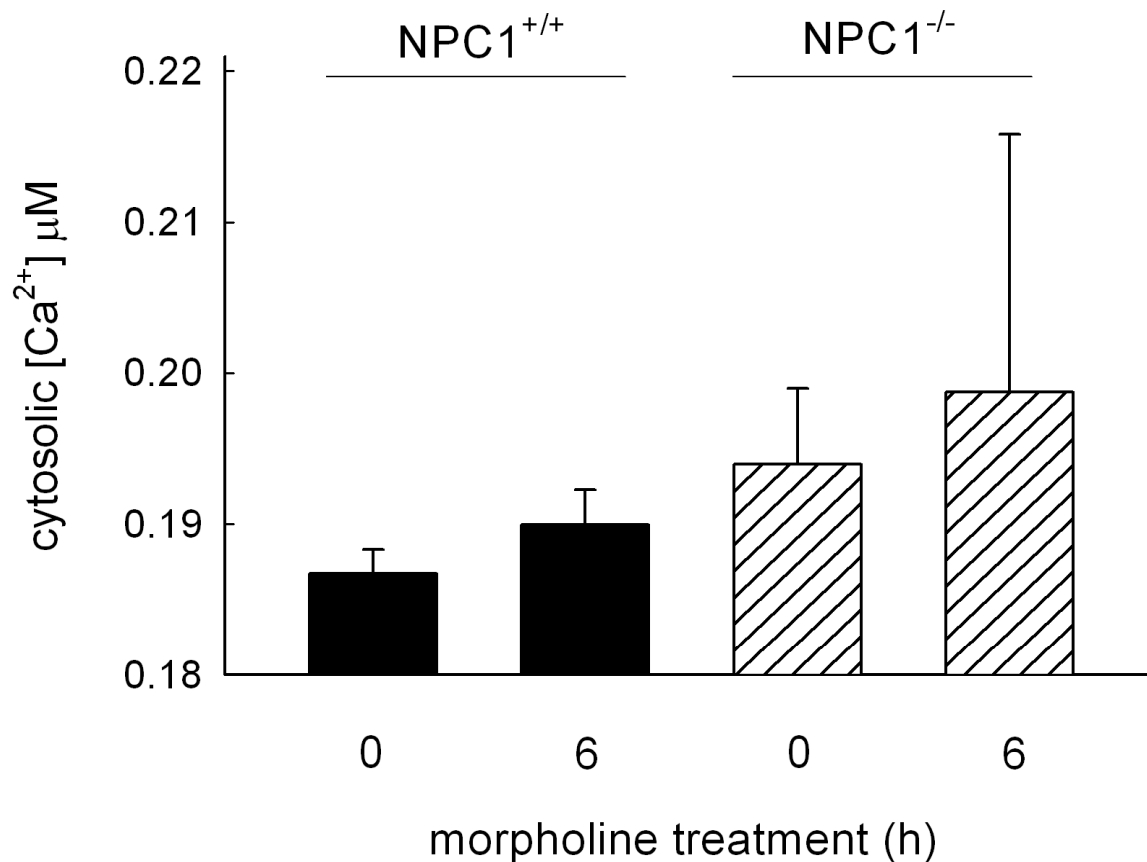 NPC1+/+ NPC1-/-
0.22
0.21
0.20
0.19
0.18
cytosolic [Ca2+] μM
0 6 0 6
morpholine treatment (h)